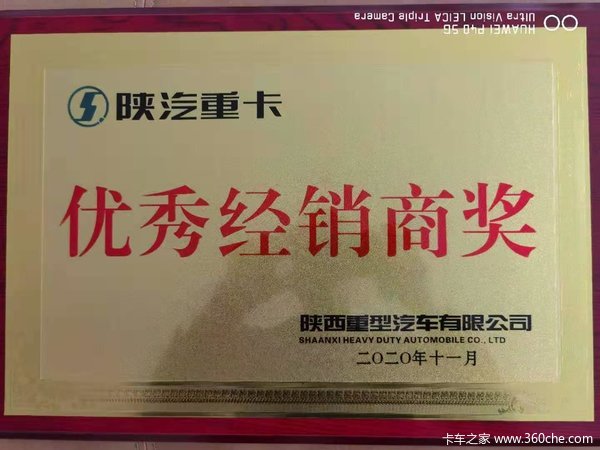 HUAWEI P40 5G
Ultra Vision LEICA Triple Camera
陕汽重卡
优秀经销商奖
陕西重型汽车有限公司
SHAANXI HEAVY DUTY AUTOMOBILE CO., LTD
二〇二〇年十一月
卡车之家 www.360che.com